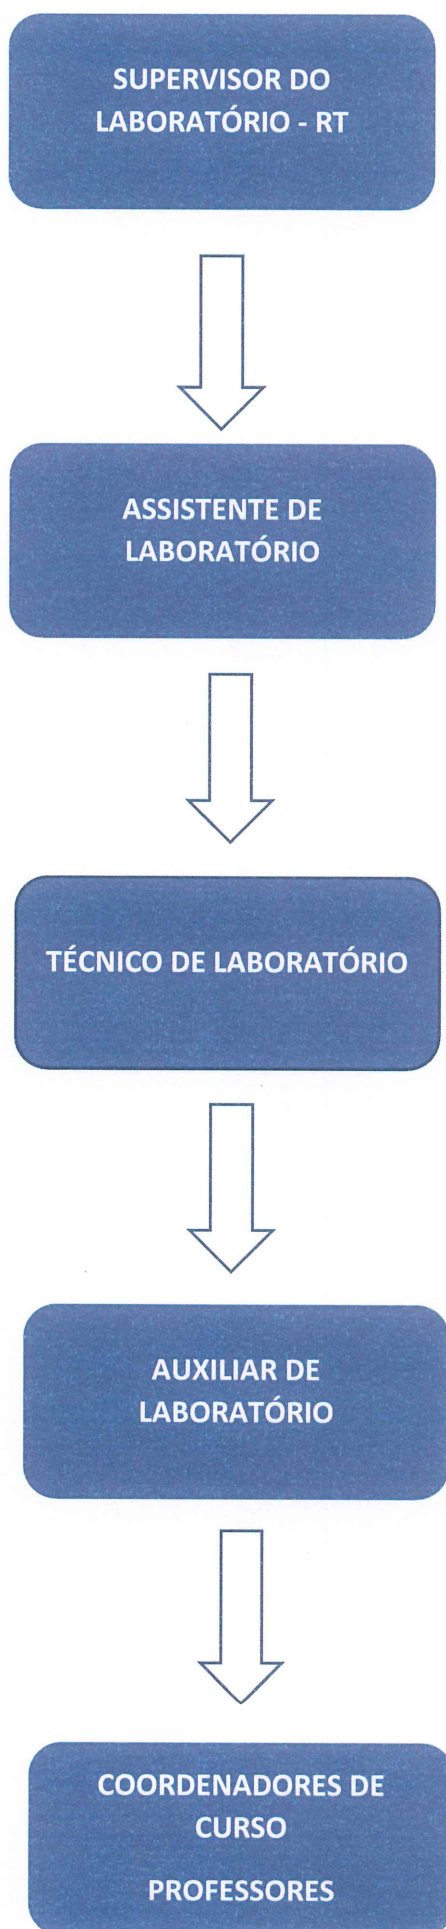 SUPERVISOR DO
LABORATÓRIO - RT
ASSISTENTE DE
LABORATÓRIO
TÉCNICO DE LABORATÓRIO
AUXILIAR DE
LABORATÓRIO
COORDENADORES DE
CURSO
PROFESSORES